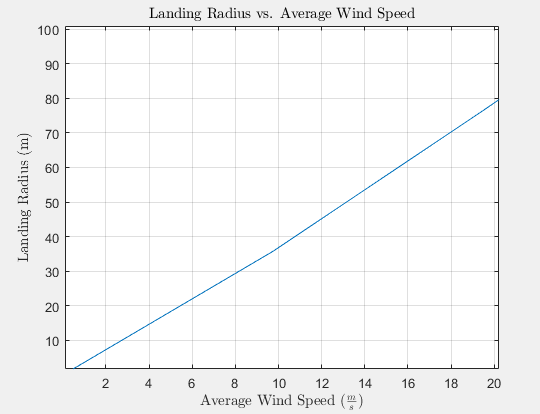 Landing Radius vs. Average Wind Speed
100
90
80
70
60
50
40
30
20
10
Landing Radius (m)
2 4 6 8 10 12 14 16 18 20
Average Wind Speed (m/s)